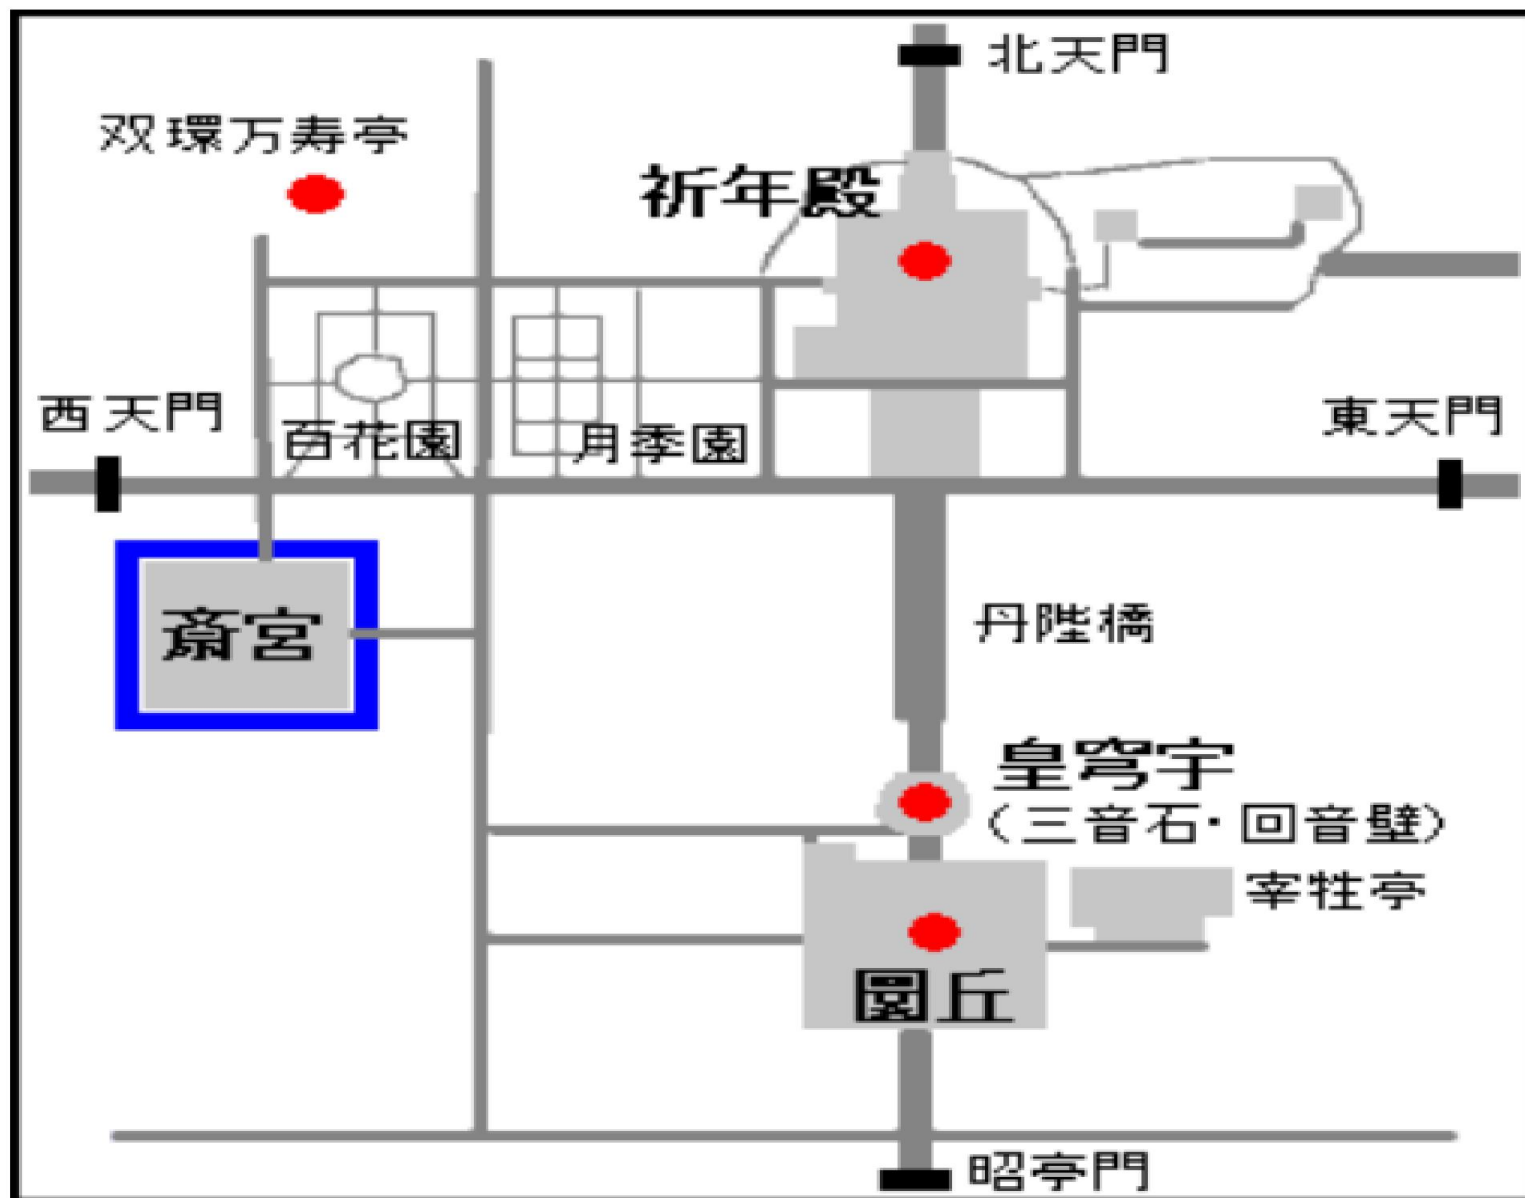 北天門
双環万寿亭
祈年殿
西天門
百花園
月季園
東天門
斎宮
丹陛橋
皇穹宇
(三音石・回音壁)
宰牲亭
圜丘
昭亭門